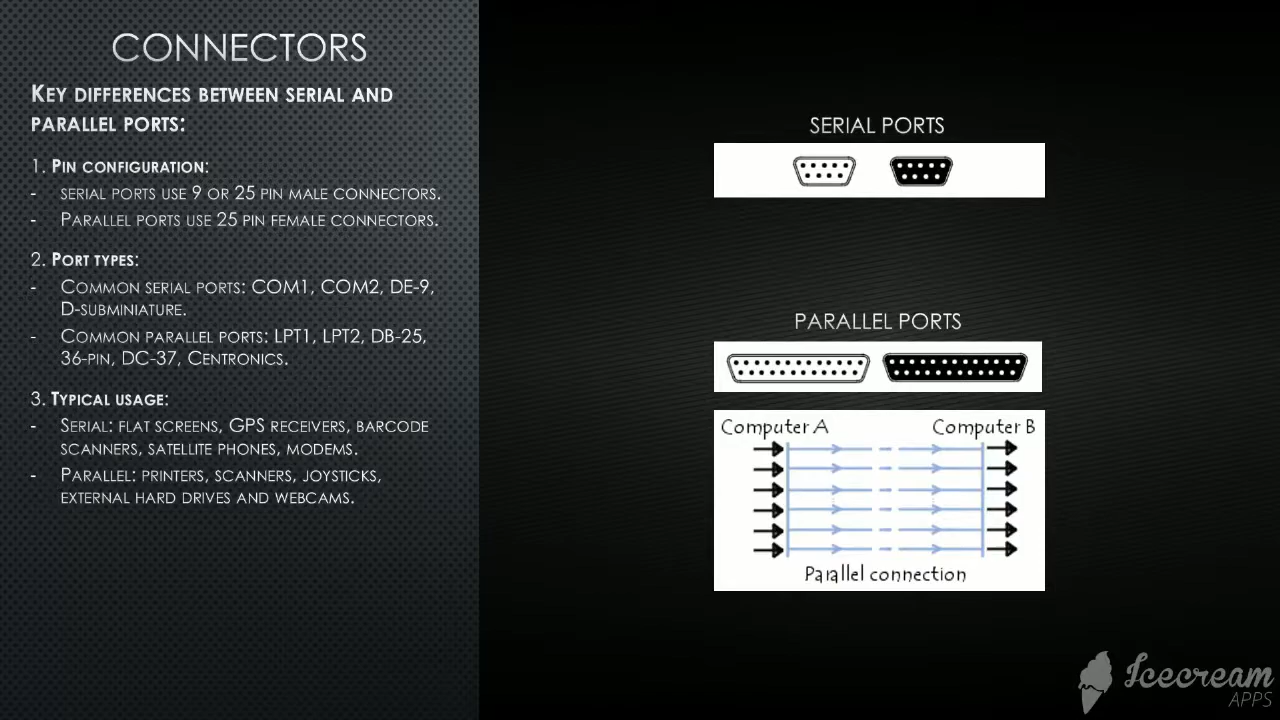 CONNECTORS
KEY DIFFERENCES BETWEEN SERIAL AND
PARALLEL PORTS:
1. PIN CONFIGURATION:
- SERIAL PORTS USE 9 OR 25 PIN MALE CONNECTORS.
- PARALLEL PORTS USE 25 PIN FEMALE CONNECTORS.
2. PORT TYPES:
- COMMON SERIAL PORTS: COM1, COM2, DE-9,
D-SUBMINIATURE.
- COMMON PARALLEL PORTS: LPT1, LPT2, DB-25,
36-PIN, DC-37, CENTRONICS.
3. TYPICAL USAGE:
- SERIAL: FLAT SCREENS, GPS RECEIVERS, BARCODE
SCANNERS, SATELLITE PHONES, MODEMS.
- PARALLEL: PRINTERS, SCANNERS, JOYSTICKS,
EXTERNAL HARD DRIVES AND WEBCAMS.
SERIAL PORTS
PARALLEL PORTS
Computer A Computer B
Parallel connection
Icecream
APPS